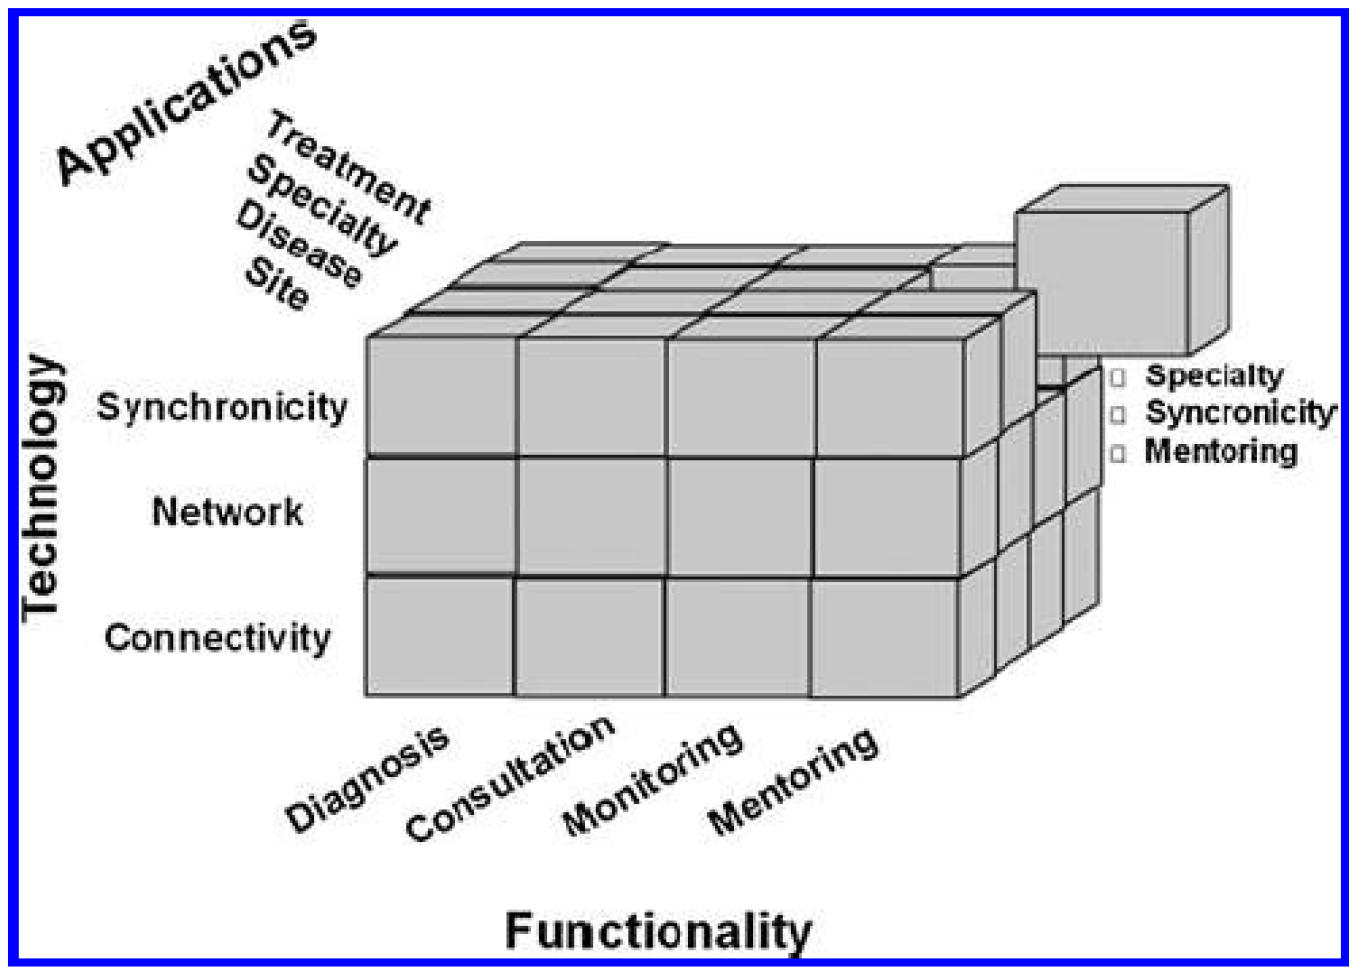 Applications
Treatment
Specialty
Disease
Site
Technology
Synchronicity
Network
Connectivity
Specialty
Syncronicity
Mentoring
Diagnosis
Consultation
Monitoring
Mentoring
Functionality